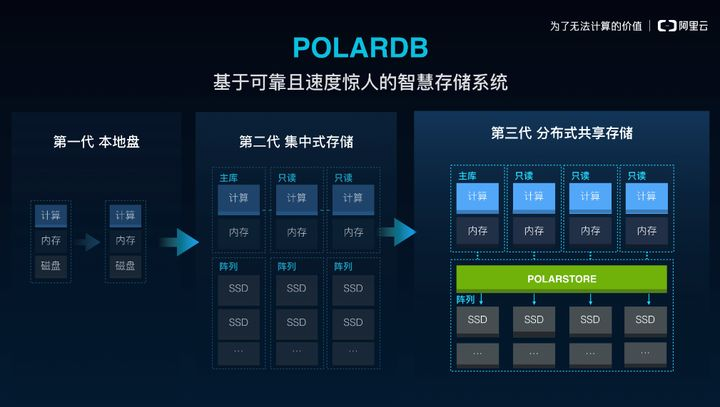 为了无法计算的价值 阿里云
POLARDB
基于可靠且速度惊人的智慧存储系统
第一代 本地盘
计算 计算
内存 内存
磁盘 磁盘
第二代 集中式存储
主库 只读 只读
计算 计算 计算
内存 内存 内存
阵列 阵列 阵列
SSD SSD SSD
SSD SSD SSD
... ... ...
第三代 分布式共享存储
主库 只读 只读 只读
计算 计算 计算 计算
内存 内存 内存 内存
POLARSTORE
阵列
SSD SSD SSD SSD
... ... ... ...